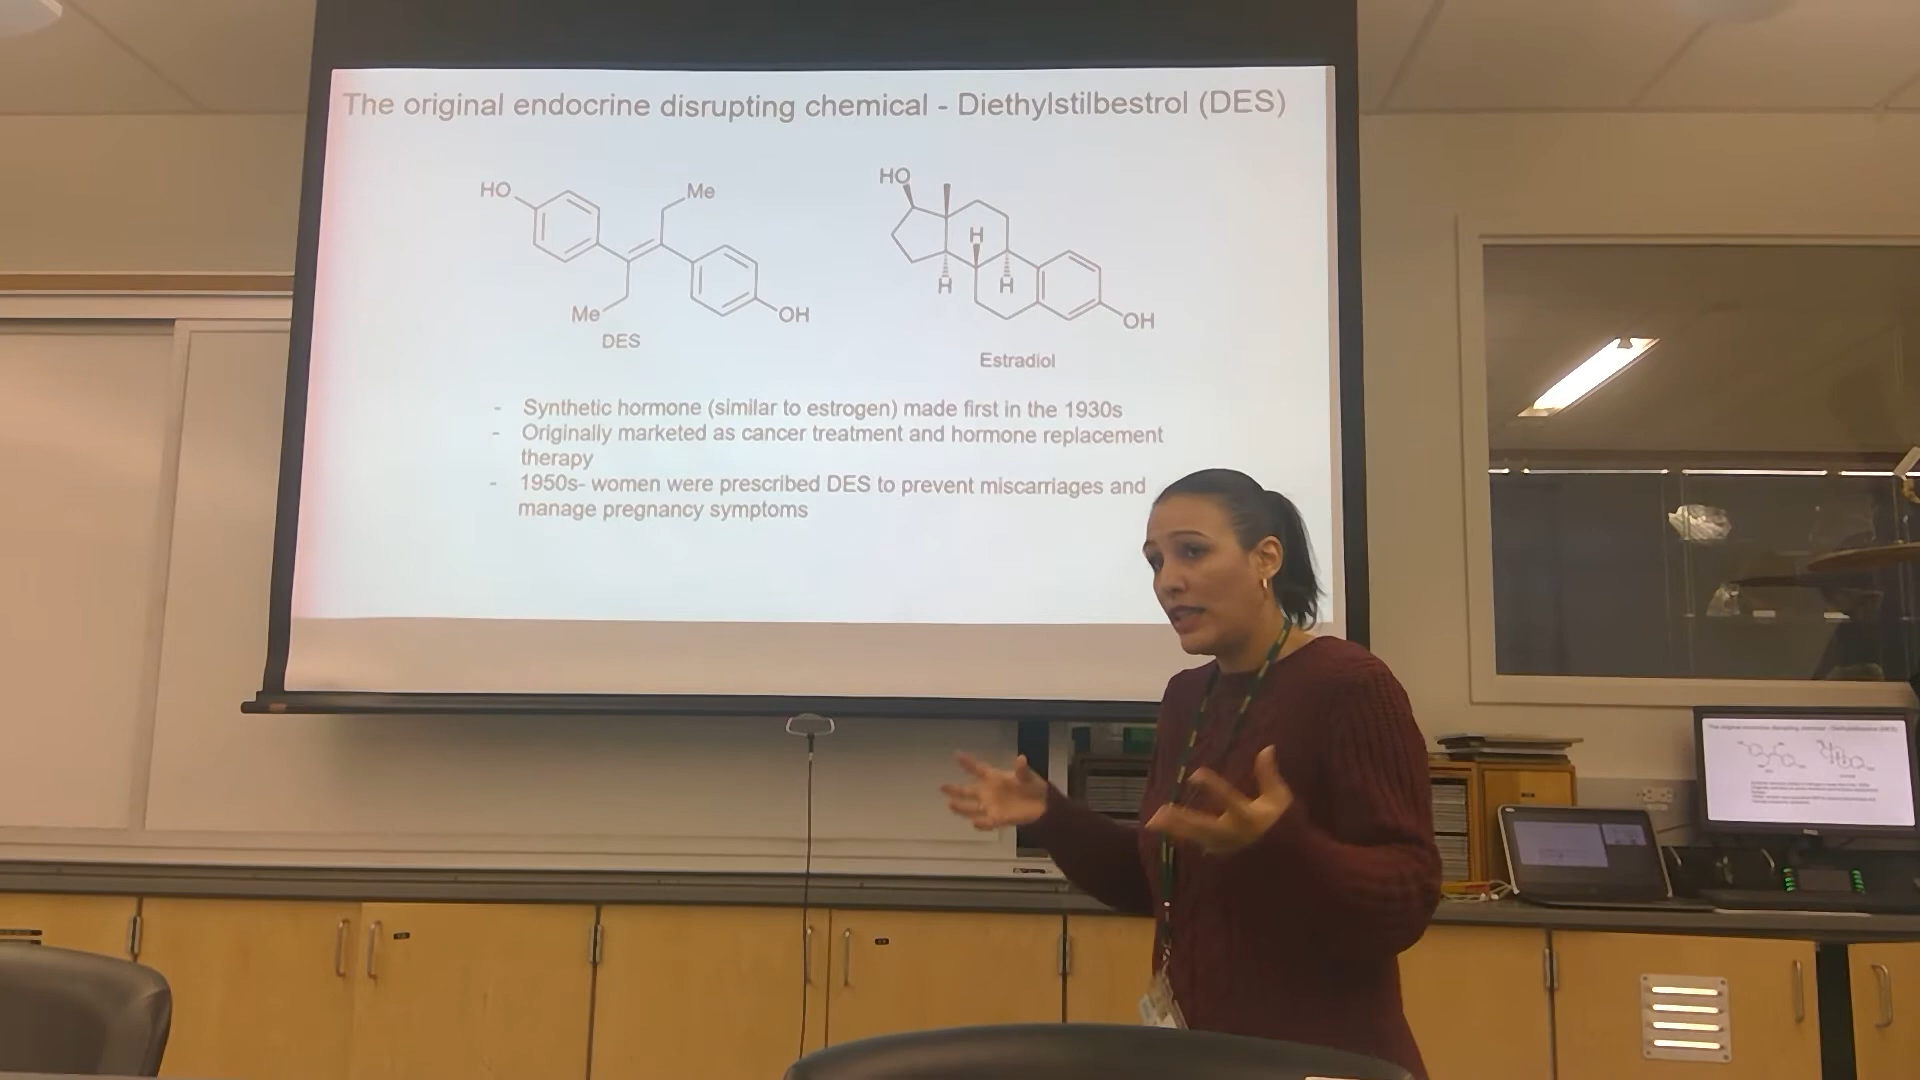 The original endocrine disrupting chemical - Diethylstilbestrol (DES)
HO
Me
Me
OH
DES
HO
H
H
H
OH
Estradiol
- Synthetic hormone (similar to estrogen) made first in the 1930s
- Originally marketed as cancer treatment and hormone replacement
therapy
- 1950s- women were prescribed DES to prevent miscarriages and
manage pregnancy symptoms